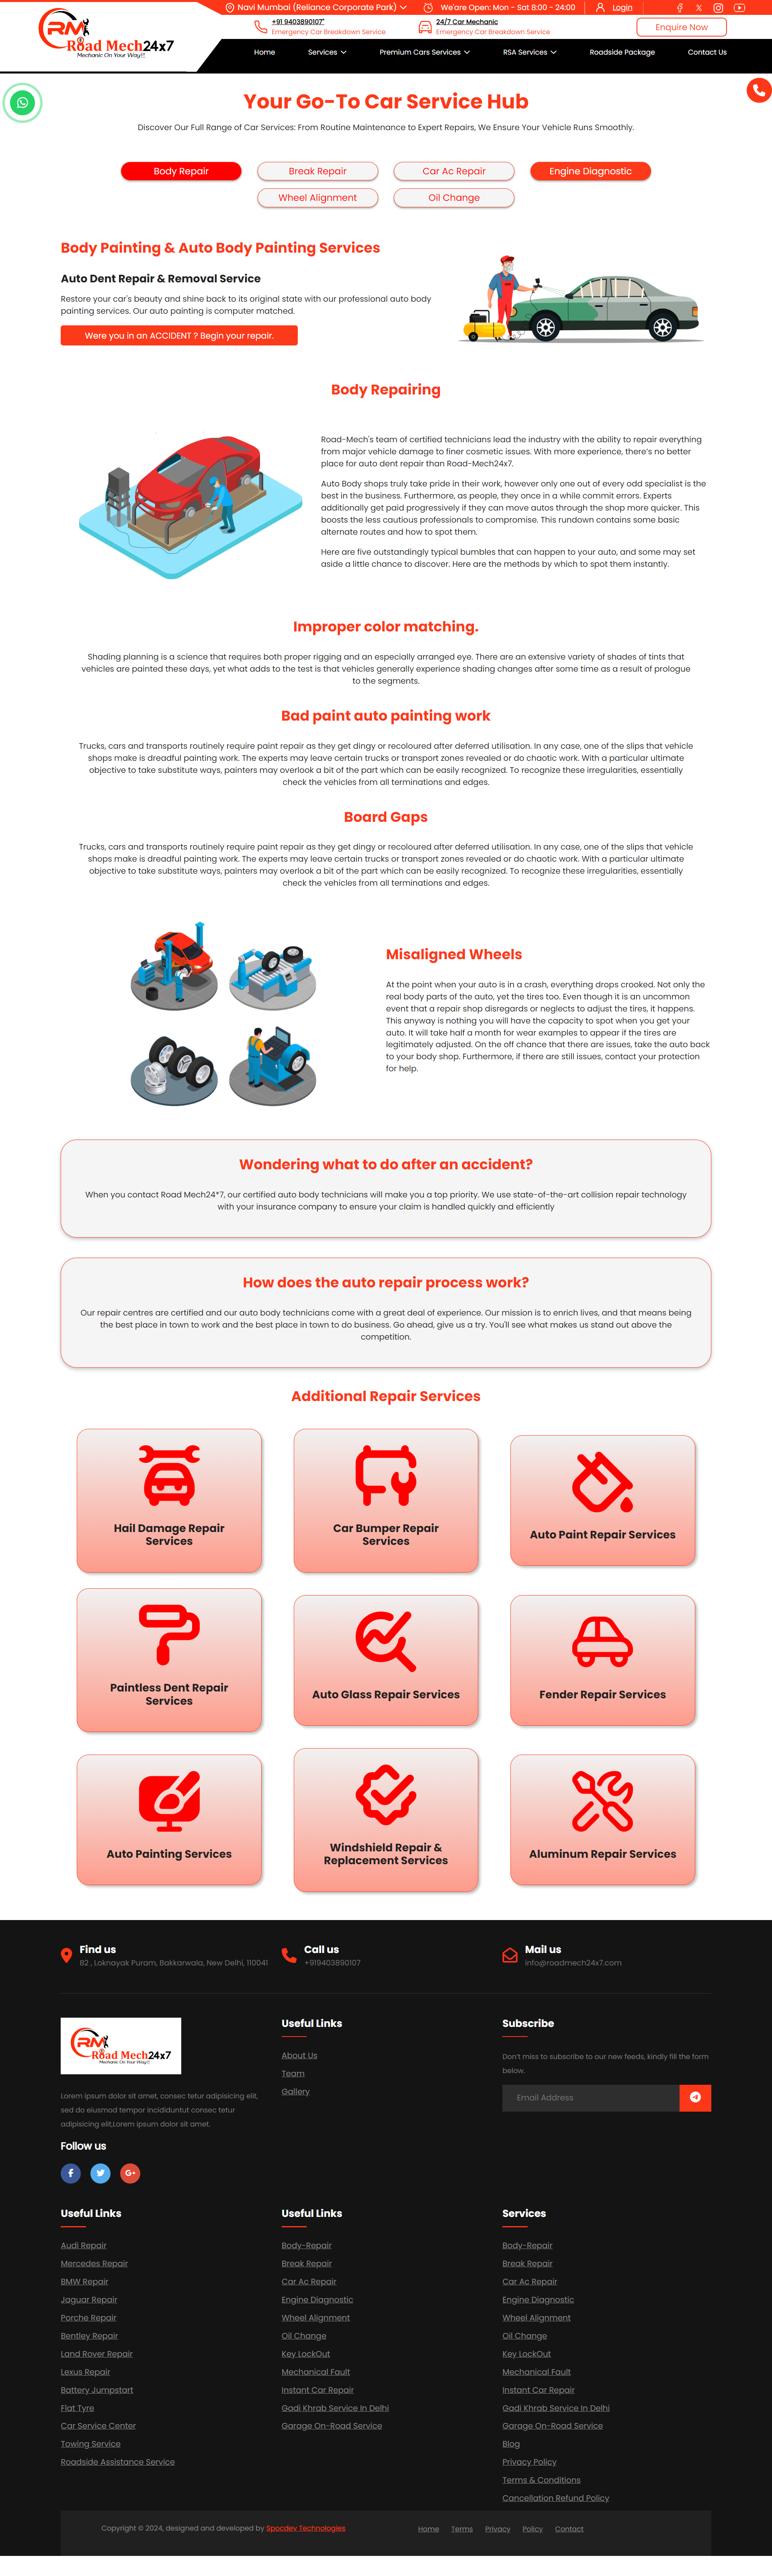 Navi Mumbai (Reliance Corporate Park)
We'are Open: Mon - Sat 8:00 - 24:00
Login
RM
Road Mech24x7
Mechanic On Your Way!!
+91 9403890107"
Emergency Car Breakdown Service
24/7 Car Mechanic
Emergency Car Breakdown Service
Enquire Now
Home
Services
Premium Cars Services
RSA Services
Roadside Package
Contact Us
Your Go-To Car Service Hub
Discover Our Full Range of Car Services: From Routine Maintenance to Expert Repairs, We Ensure Your Vehicle Runs Smoothly.
Body Repair
Break Repair
Car Ac Repair
Engine Diagnostic
Wheel Alignment
Oil Change
Body Painting & Auto Body Painting Services
Auto Dent Repair & Removal Service
Restore your car's beauty and shine back to its original state with our professional auto body
painting services. Our auto painting is computer matched.
Were you in an ACCIDENT ? Begin your repair.
Body Repairing
Road-Mech's team of certified technicians lead the industry with the ability to repair everything
from major vehicle damage to finer cosmetic issues. With more experience, there's no better
place for auto dent repair than Road-Mech24x7.
Auto Body shops truly take pride in their work, however only one out of every odd specialist is the
best in the business. Furthermore, as people, they once in a while commit errors. Experts
additionally get paid progressively if they can move autos through the shop more quicker. This
boosts the less cautious professionals to compromise. This rundown contains some basic
alternate routes and how to spot them.
Here are five outstandingly typical bumbles that can happen to your auto, and some may set
aside a little chance to discover. Here are the methods by which to spot them instantly.
Improper color matching.
Shading planning is a science that requires both proper rigging and an especially arranged eye. There are an extensive variety of shades of tints that
vehicles are painted these days, yet what adds to the test is that vehicles generally experience shading changes after some time as a result of prologue
to the segments.
Bad paint auto painting work
Trucks, cars and transports routinely require paint repair as they get dingy or recoloured after deferred utilisation. In any case, one of the slips that vehicle
shops make is dreadful painting work. The experts may leave certain trucks or transport zones revealed or do chaotic work. With a particular ultimate
objective to take substitute ways, painters may overlook a bit of the part which can be easily recognized. To recognize these irregularities, essentially
check the vehicles from all terminations and edges.
Board Gaps
Trucks, cars and transports routinely require paint repair as they get dingy or recoloured after deferred utilisation. In any case, one of the slips that vehicle
shops make is dreadful painting work. The experts may leave certain trucks or transport zones revealed or do chaotic work. With a particular ultimate
objective to take substitute ways, painters may overlook a bit of the part which can be easily recognized. To recognize these irregularities, essentially
check the vehicles from all terminations and edges.
Misaligned Wheels
At the point when your auto is in a crash, everything drops crooked. Not only the
real body parts of the auto, yet the tires too. Even though it is an uncommon
event that a repair shop disregards or neglects to adjust the tires, it happens.
This anyway is nothing you will have the capacity to spot when you get your
auto. It will take half a month for wear examples to appear if the tires are
legitimately adjusted. On the off chance that there are issues, take the auto back
to your body shop. Furthermore, if there are still issues, contact your protection
for help.
Wondering what to do after an accident?
When you contact Road Mech24*7, our certified auto body technicians will make you a top priority. We use state-of-the-art collision repair technology
with your insurance company to ensure your claim is handled quickly and efficiently
How does the auto repair process work?
Our repair centres are certified and our auto body technicians come with a great deal of experience. Our mission is to enrich lives, and that means being
the best place in town to work and the best place in town to do business. Go ahead, give us a try. You'll see what makes us stand out above the
competition.
Additional Repair Services
Hail Damage Repair
Services
Car Bumper Repair
Services
Auto Paint Repair Services
Paintless Dent Repair
Services
Auto Glass Repair Services
Fender Repair Services
Auto Painting Services
Windshield Repair &
Replacement Services
Aluminum Repair Services
Find us
82 , Loknayak Puram, Bakkarwala, New Delhi, 110041
Call us
+919403890107
Mail us
info@roadmech24x7.com
RM
Road Mech24x7
Mechanic On Your Way!!
Lorem ipsum dolor sit amet, consec tetur adipisicing elit,
sed do eiusmod tempor incididuntut consec tetur
adipisicing elit,Lorem ipsum dolor sit amet.
Follow us
Useful Links
About Us
Team
Gallery
Subscribe
Don't miss to subscribe to our new feeds, kindly fill the form
below.
Email Address
Useful Links
Audi Repair
Mercedes Repair
BMW Repair
Jaguar Repair
Porche Repair
Bentley Repair
Land Rover Repair
Lexus Repair
Battery Jumpstart
Flat Tyre
Car Service Center
Towing Service
Roadside Assistance Service
Useful Links
Body-Repair
Break Repair
Car Ac Repair
Engine Diagnostic
Wheel Alignment
Oil Change
Key LockOut
Mechanical Fault
Instant Car Repair
Gadi Khrab Service In Delhi
Garage On-Road Service
Services
Body-Repair
Break Repair
Car Ac Repair
Engine Diagnostic
Wheel Alignment
Oil Change
Key LockOut
Mechanical Fault
Instant Car Repair
Gadi Khrab Service In Delhi
Garage On-Road Service
Blog
Privacy Policy
Terms & Conditions
Cancellation Refund Policy
Copyright © 2024, designed and developed by Spocdev Technologies
Home
Terms
Privacy
Policy
Contact